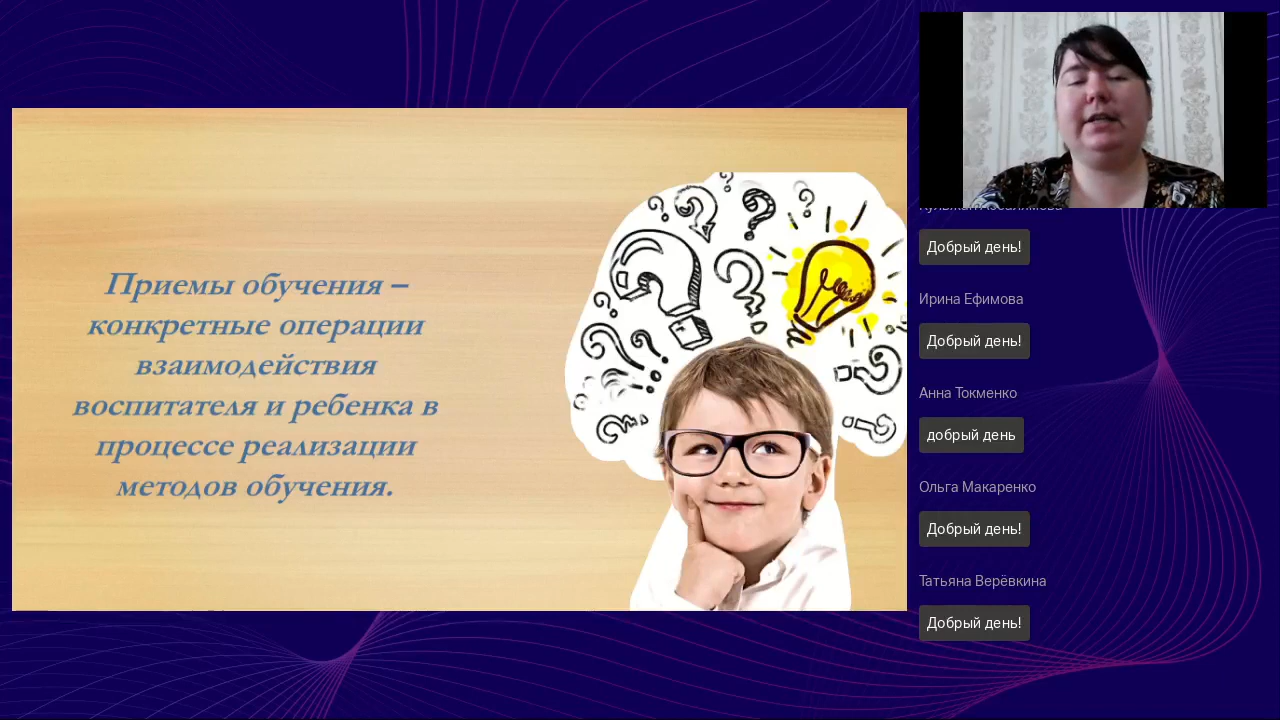 Приемы обучения –
конкретные операции
взаимодействия
воспитателя и ребенка в
процессе реализации
методов обучения.
Добрый день!
Ирина Ефимова
Добрый день!
Анна Токменко
добрый день
Ольга Макаренко
Добрый день!
Татьяна Верёвкина
Добрый день!